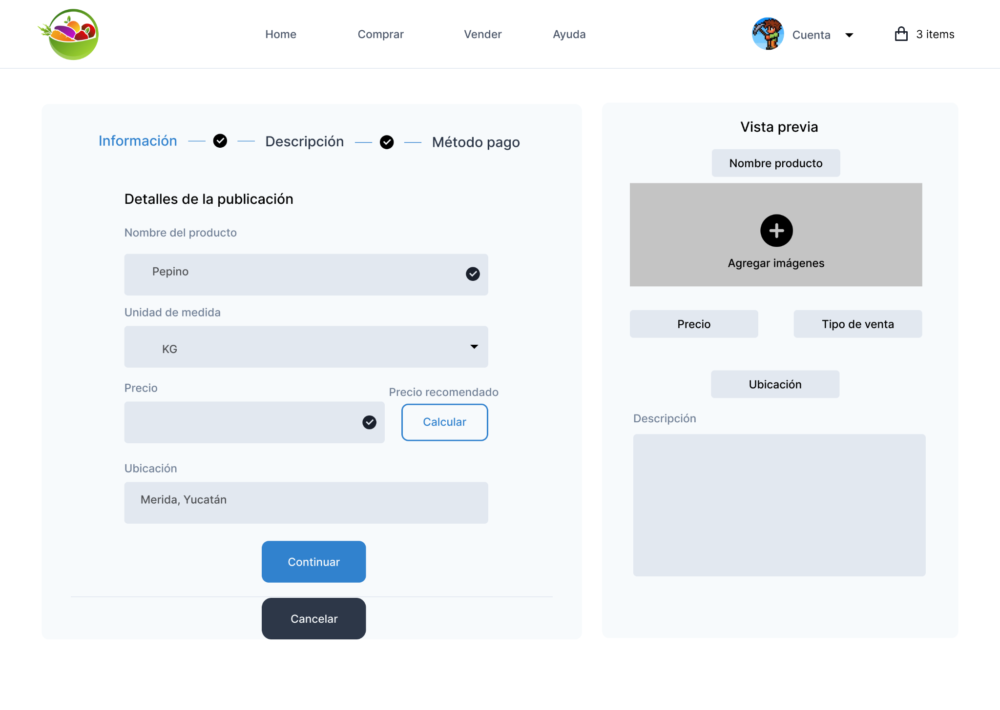 Home
Comprar
Vender
Ayuda
Cuenta
3 items
Información
Descripción
Método pago
Detalles de la publicación
Nombre del producto
Pepino
Unidad de medida
KG
Precio
Precio recomendado
Calcular
Ubicación
Merida, Yucatán
Continuar
Cancelar
Vista previa
Nombre producto
Agregar imágenes
Precio
Tipo de venta
Ubicación
Descripción